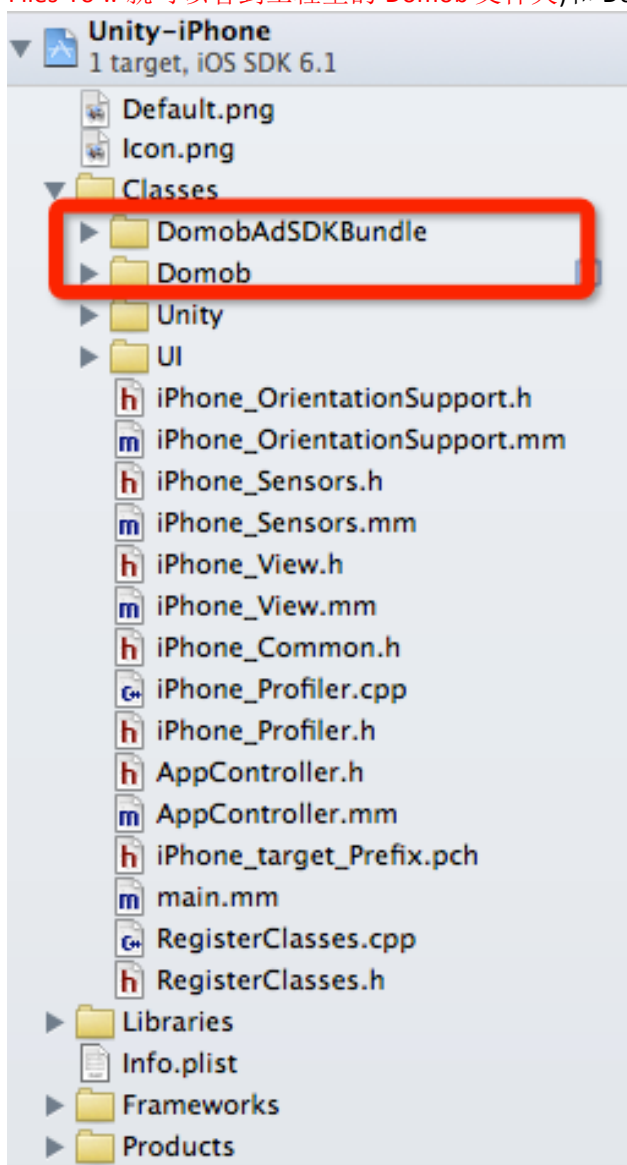 Unity-iPhone
1 target, iOS SDK 6.1
Default.png
Icon.png
Classes
DomobAdSDKBundle
Domob
Unity
UI
h iPhone_OrientationSupport.h
m iPhone_OrientationSupport.mm
h iPhone_Sensors.h
m iPhone_Sensors.mm
h iPhone_View.h
m iPhone_View.mm
h iPhone_Common.h
C++ iPhone_Profiler.cpp
h iPhone_Profiler.h
h AppController.h
m AppController.mm
h iPhone_target_Prefix.pch
m main.mm
C++ RegisterClasses.cpp
h RegisterClasses.h
Libraries
Info.plist
Frameworks
Products